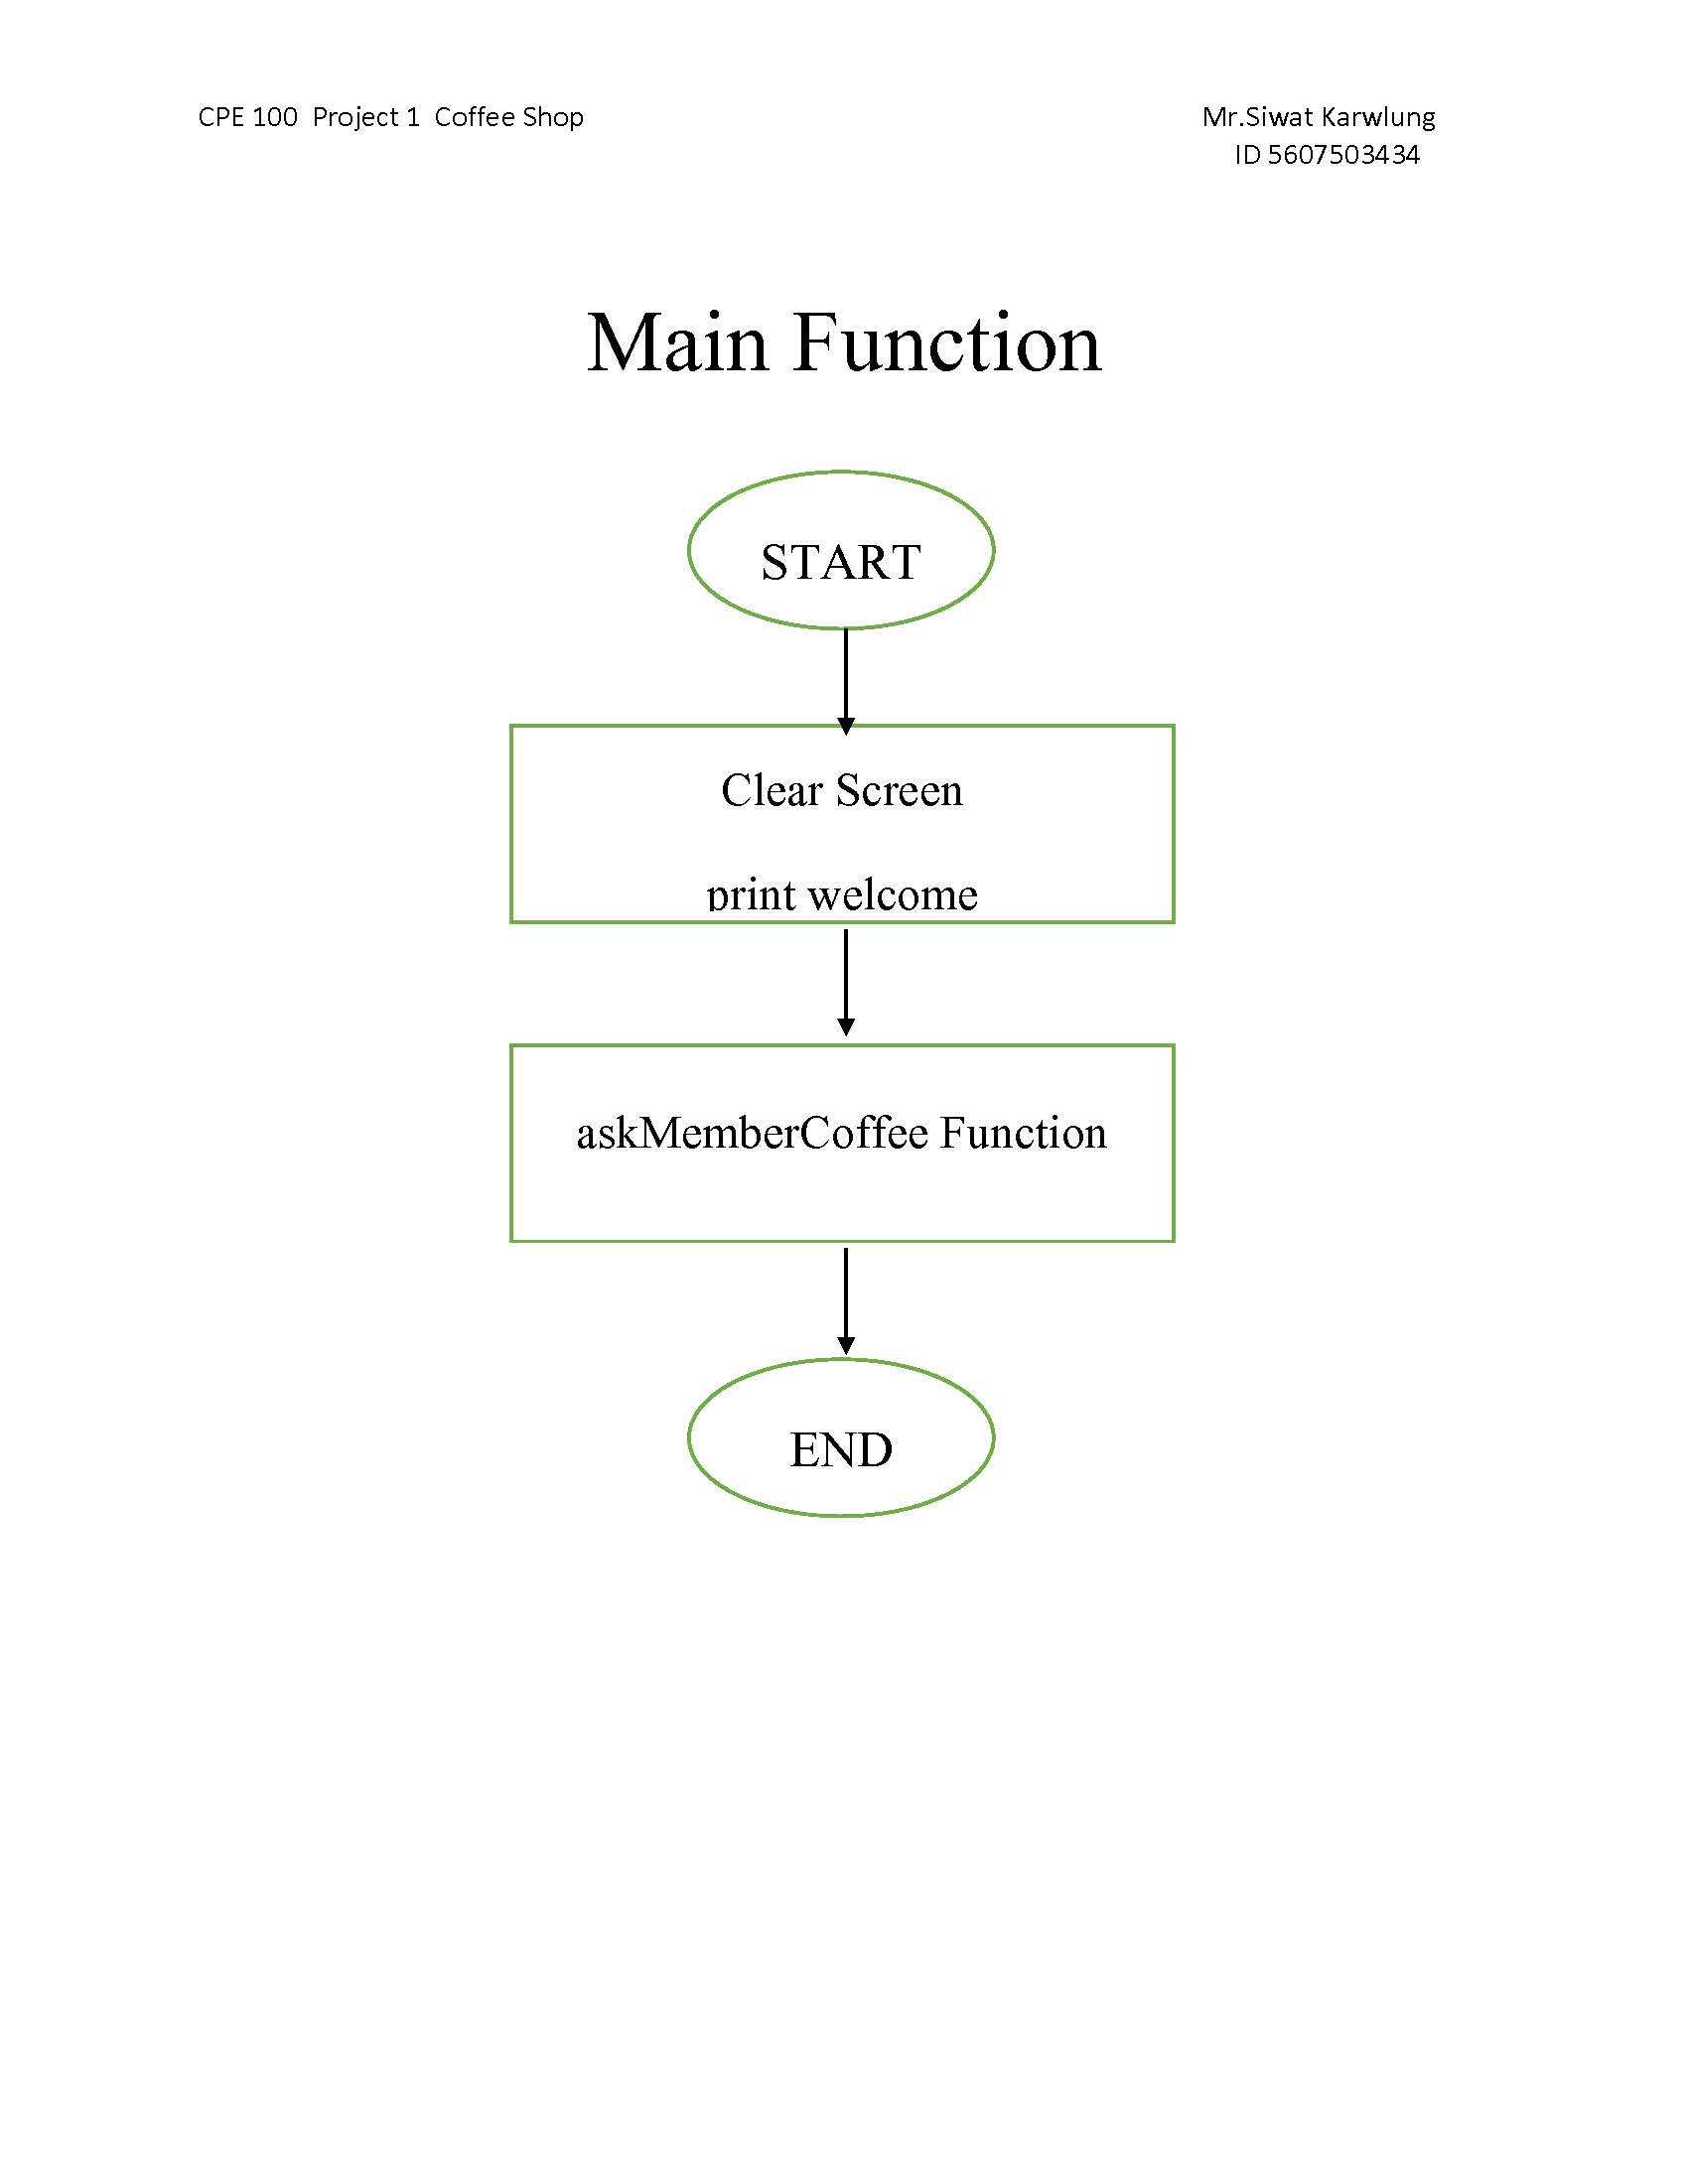 CPE 100  Project 1  Coffee Shop
Mr.Siwat Karwlung
ID 5607503434
Main Function
START
Clear Screen
print welcome
askMemberCoffee Function
END